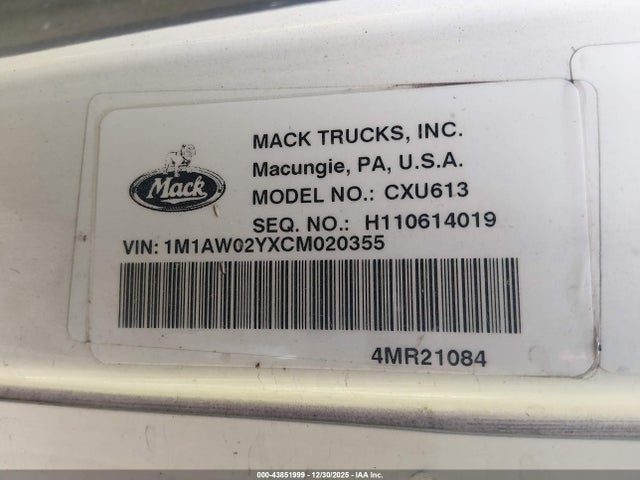 MACK TRUCKS, INC.
Macungie, PA, U.S.A.
Mack
MODEL NO.: CXU613
SEQ. NO.: H110614019
VIN: 1M1AW02YXCM020355
4MR21084
000-43851999 - 12/30/2025 - IAA Inc.